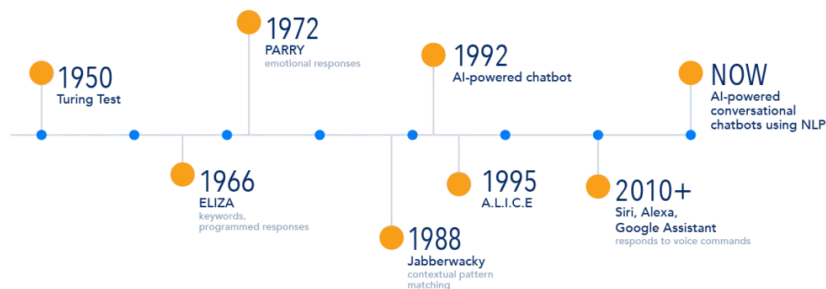 1950
Turing Test
1966
ELIZA
keywords,
programmed responses
1972
PARRY
emotional responses
1988
Jabberwacky
contextual pattern
matching
1992
AI-powered chatbot
1995
A.L.I.C.E
2010+
Siri, Alexa,
Google Assistant
responds to voice commands
NOW
AI-powered
conversational
chatbots using NLP